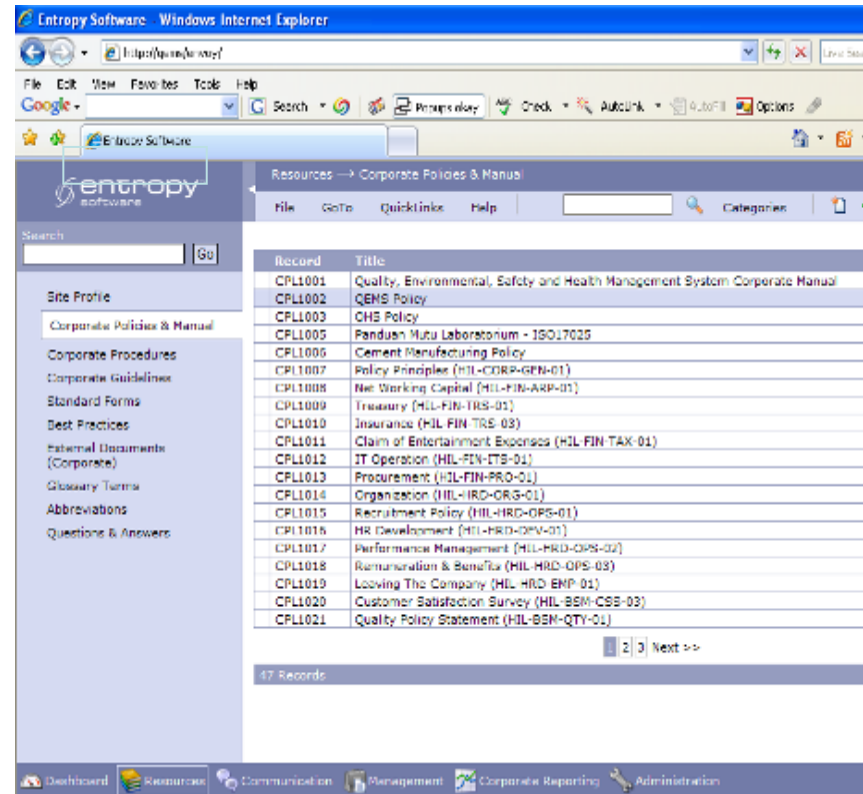 Entropy Software Windows Internet Explorer
File Edit View Favorites Tools Help
Google Search Popups okay Check AutoLink AutoFill Options
Entropy Software
entropy
software
Resources → Corporate Policies & Manual
File GoTo QuickLinks Help Categories
Search
Go
Site Profile
Corporate Policies & Manual
Corporate Procedures
Corporate Guidelines
Standard Forms
Best Practices
External Documents
(Corporate)
Glossary Terms
Abbreviations
Questions & Answers
Record Title
CPL1001 Quality, Environmental, Safety and Health Management System Corporate Manual
CPL1002 QEMS Policy
CPL1003 OHS Policy
CPL1005 Panduan Mutu Laboratorium - ISO17025
CPL1006 Cement Manufacturing Policy
CPL1007 Policy Principles (HIL-CORP-GEN-01)
CPL1008 Net Working Capital (HIL-FIN-ARP-01)
CPL1009 Treasury (HIL-FIN-TRS-01)
CPL1010 Insurance (HIL-FIN-TRS-03)
CPL1011 Claim of Entertainment Expenses (HIL-FIN-TAX-01)
CPL1012 IT Operation (HIL-FIN-ITS-01)
CPL1013 Procurement (HIL-FIN-PRO-01)
CPL1014 Organization (HIL-HRD-ORG-01)
CPL1015 Recruitment Policy (HIL-HRD-OPS-01)
CPL1016 HR Development (HIL-HRD-DEV-01)
CPL1017 Performance Management (HIL-HRD-OPS-02)
CPL1018 Remuneration & Benefits (HIL-HRD-OPS-03)
CPL1019 Leaving The Company (HIL-HRD-EMP-01)
CPL1020 Customer Satisfaction Survey (HIL-BSM-CSS-03)
CPL1021 Quality Policy Statement (HIL-BSM-QTY-01)
1 2 3 Next >>
47 Records
Dashboard Resources Communication Management Corporate Reporting Administration